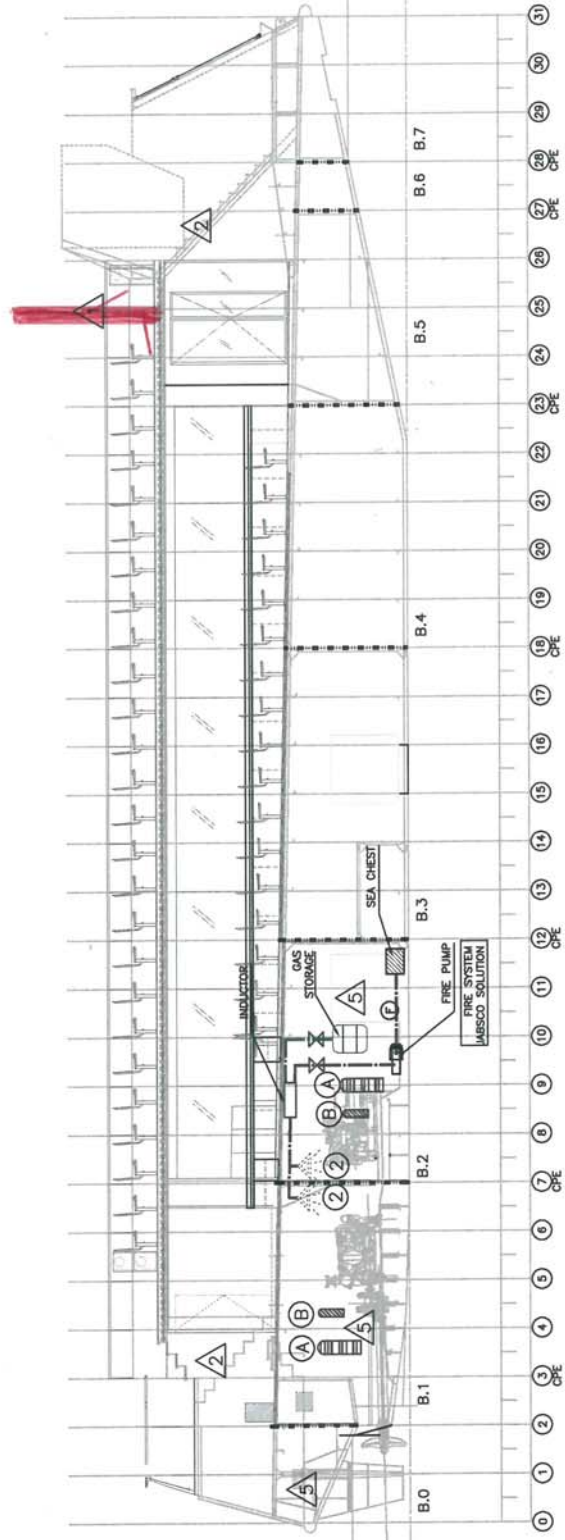 2
2
INDUCTOR
GAS
STORAGE
5
A
B
2
2
B
A
5
5
F
SEA CHEST
FIRE PUMP
FIRE SYSTEM
JABSCO SOLUTION
B.0
B.1
B.2
B.3
B.4
B.5
B.6
B.7
0 1 2 3 4 5 6 7 8 9 10 11 12 13 14 15 16 17 18 19 20 21 22 23 24 25 26 27 28 29 30 31
CPE CPE CPE CPE CPE CPE CPE